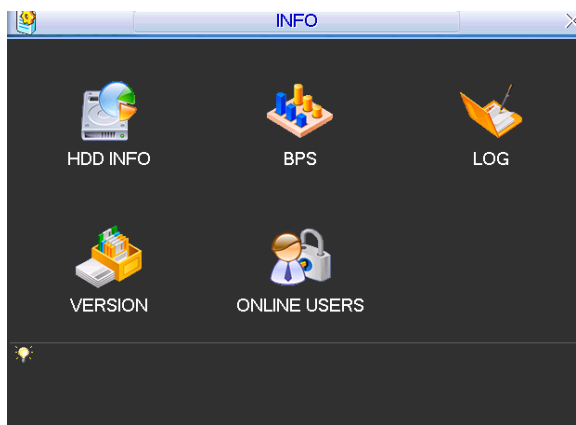 INFO
HDD INFO
BPS
LOG
VERSION
ONLINE USERS